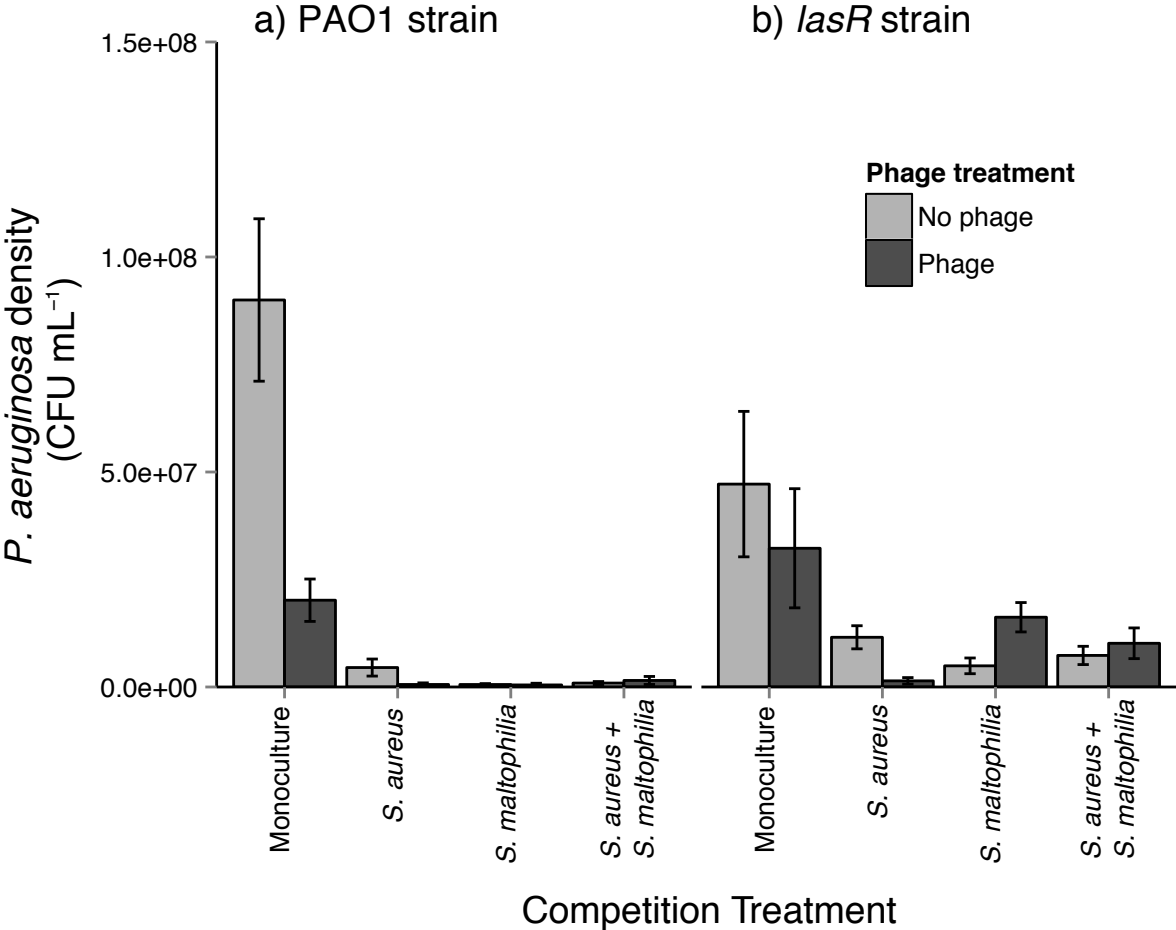 a) PAO1 strain
b) lasR strain
1.5e+08
1.0e+08
5.0e+07
0.0e+00
P. aeruginosa density
(CFU mL⁻¹)
Phage treatment
No phage
Phage
Monoculture
S. aureus
S. maltophilia
S. aureus +
S. maltophilia
Monoculture
S. aureus
S. maltophilia
S. aureus +
S. maltophilia
Competition Treatment